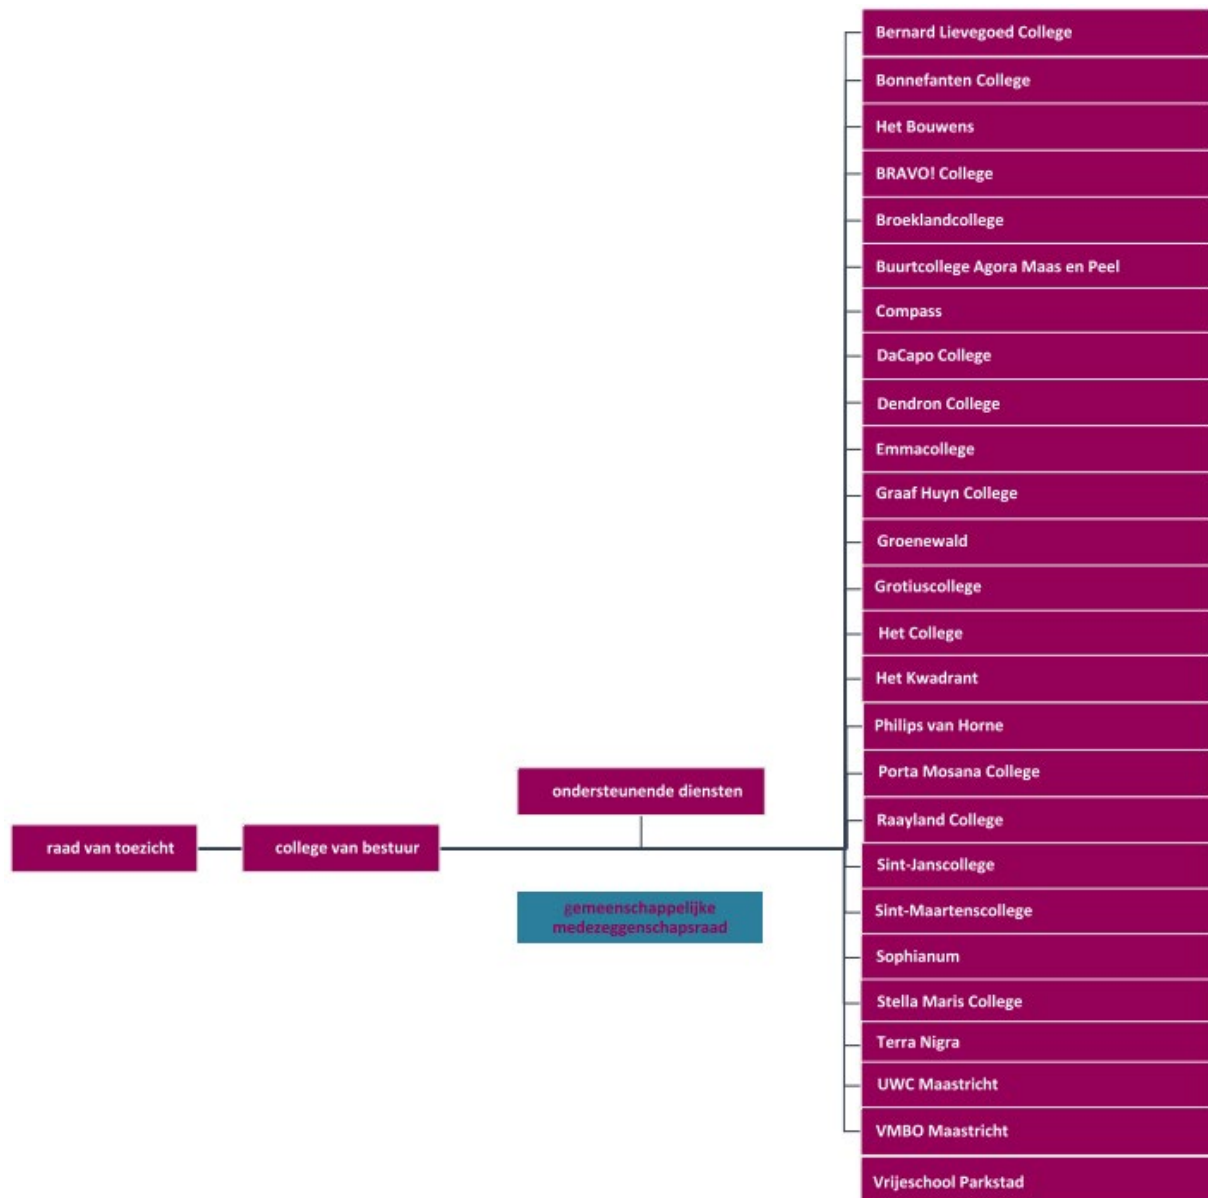 Bernard Lievegoed College
Bonnefanten College
Het Bouwens
BRAVO! College
Broeklandcollege
Buurtcollege Agora Maas en Peel
Compass
DaCapo College
Dendron College
Emmacollege
Graaf Huyn College
Groenewald
Grotiuscollege
Het College
Het Kwadrant
Philips van Horne
Porta Mosana College
Raayland College
Sint-Janscollege
Sint-Maartenscollege
Sophianum
Stella Maris College
Terra Nigra
UWC Maastricht
VMBO Maastricht
Vrijeschool Parkstad
ondersteunende diensten
raad van toezicht
college van bestuur
gemeenschappelijke
medezeggenschapsraad